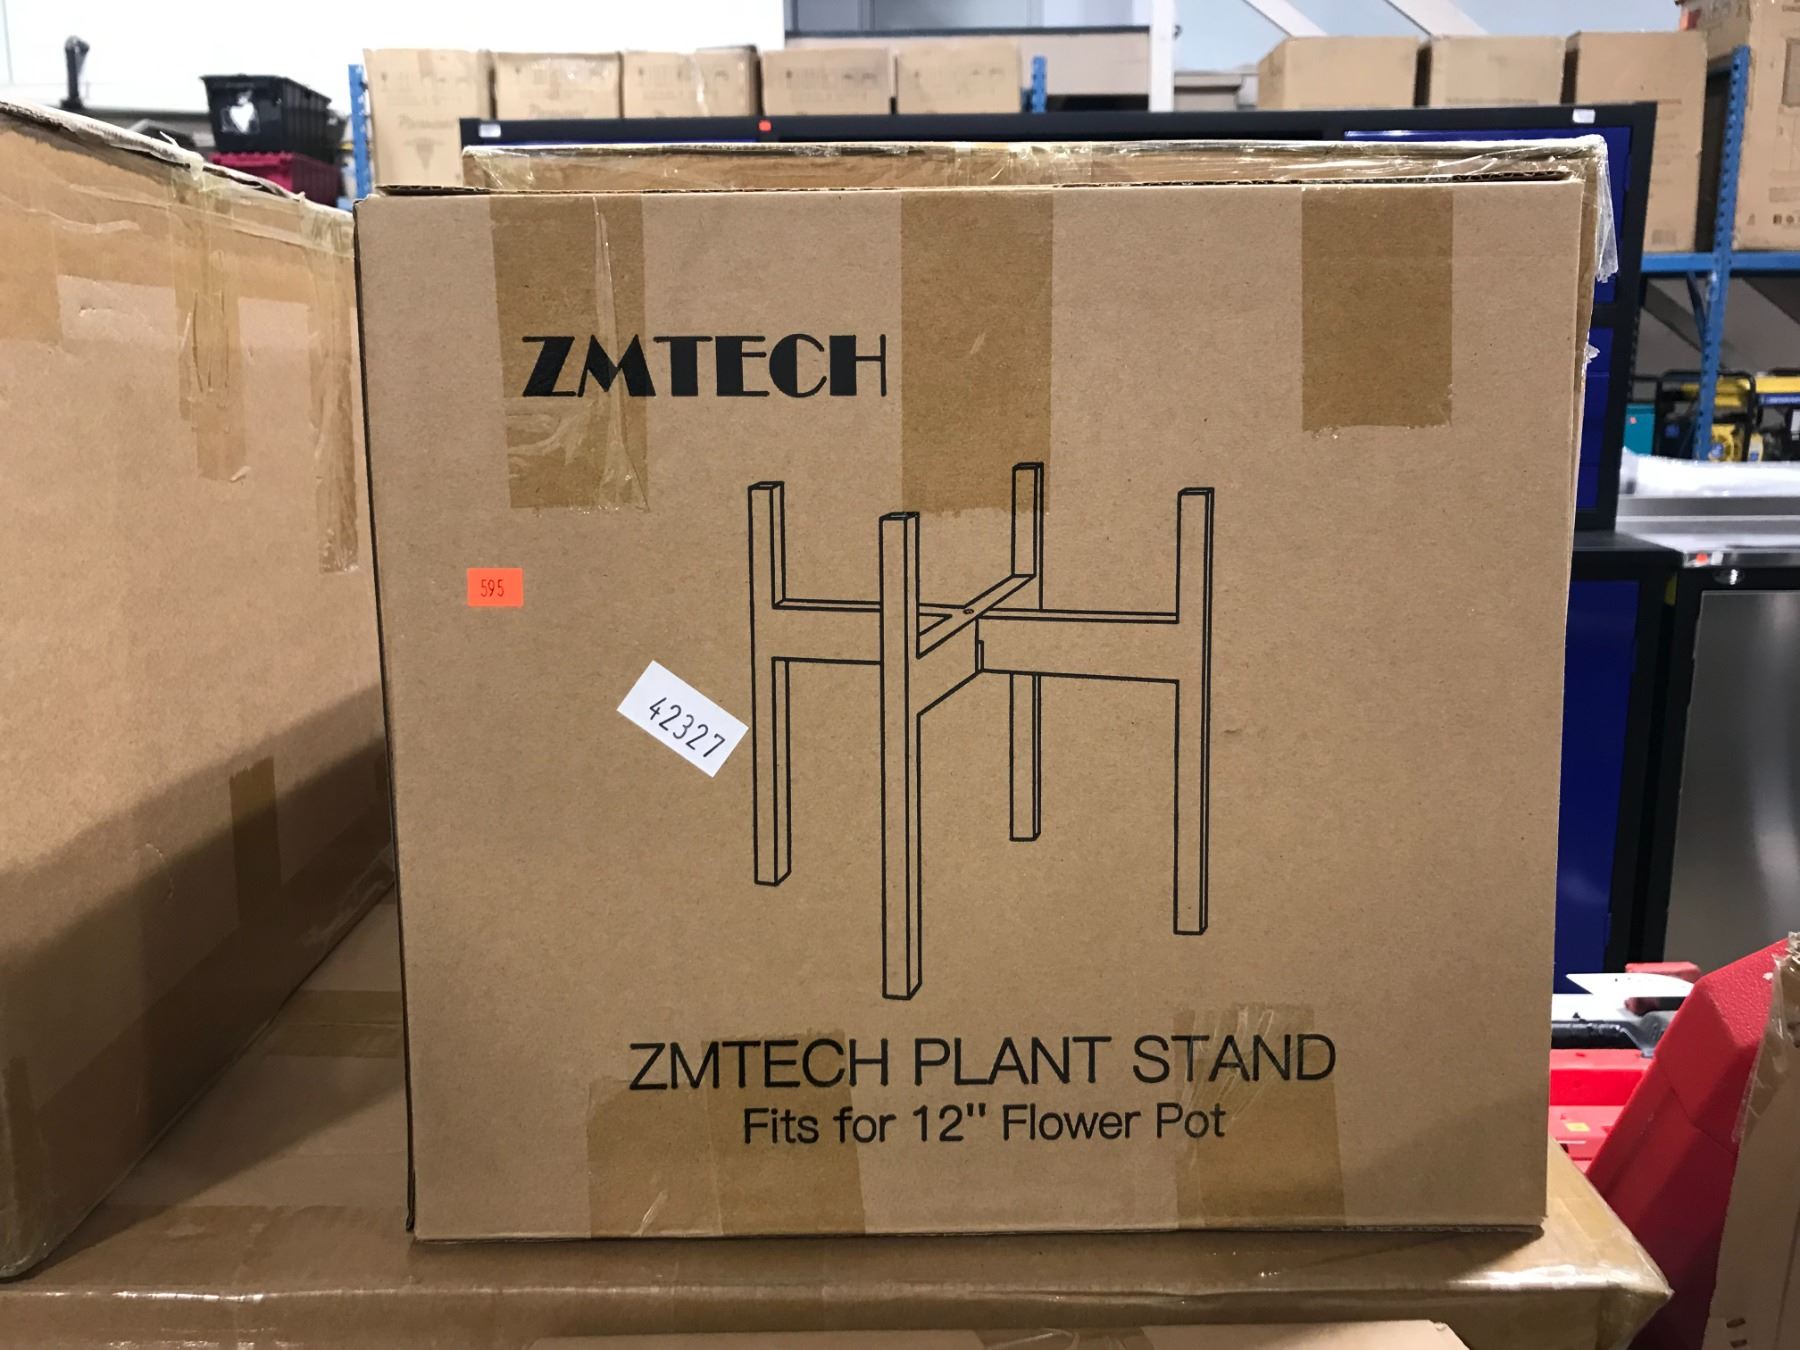 ZMTECH
595
42327
ZMTECH PLANT STAND
Fits for 12" Flower Pot